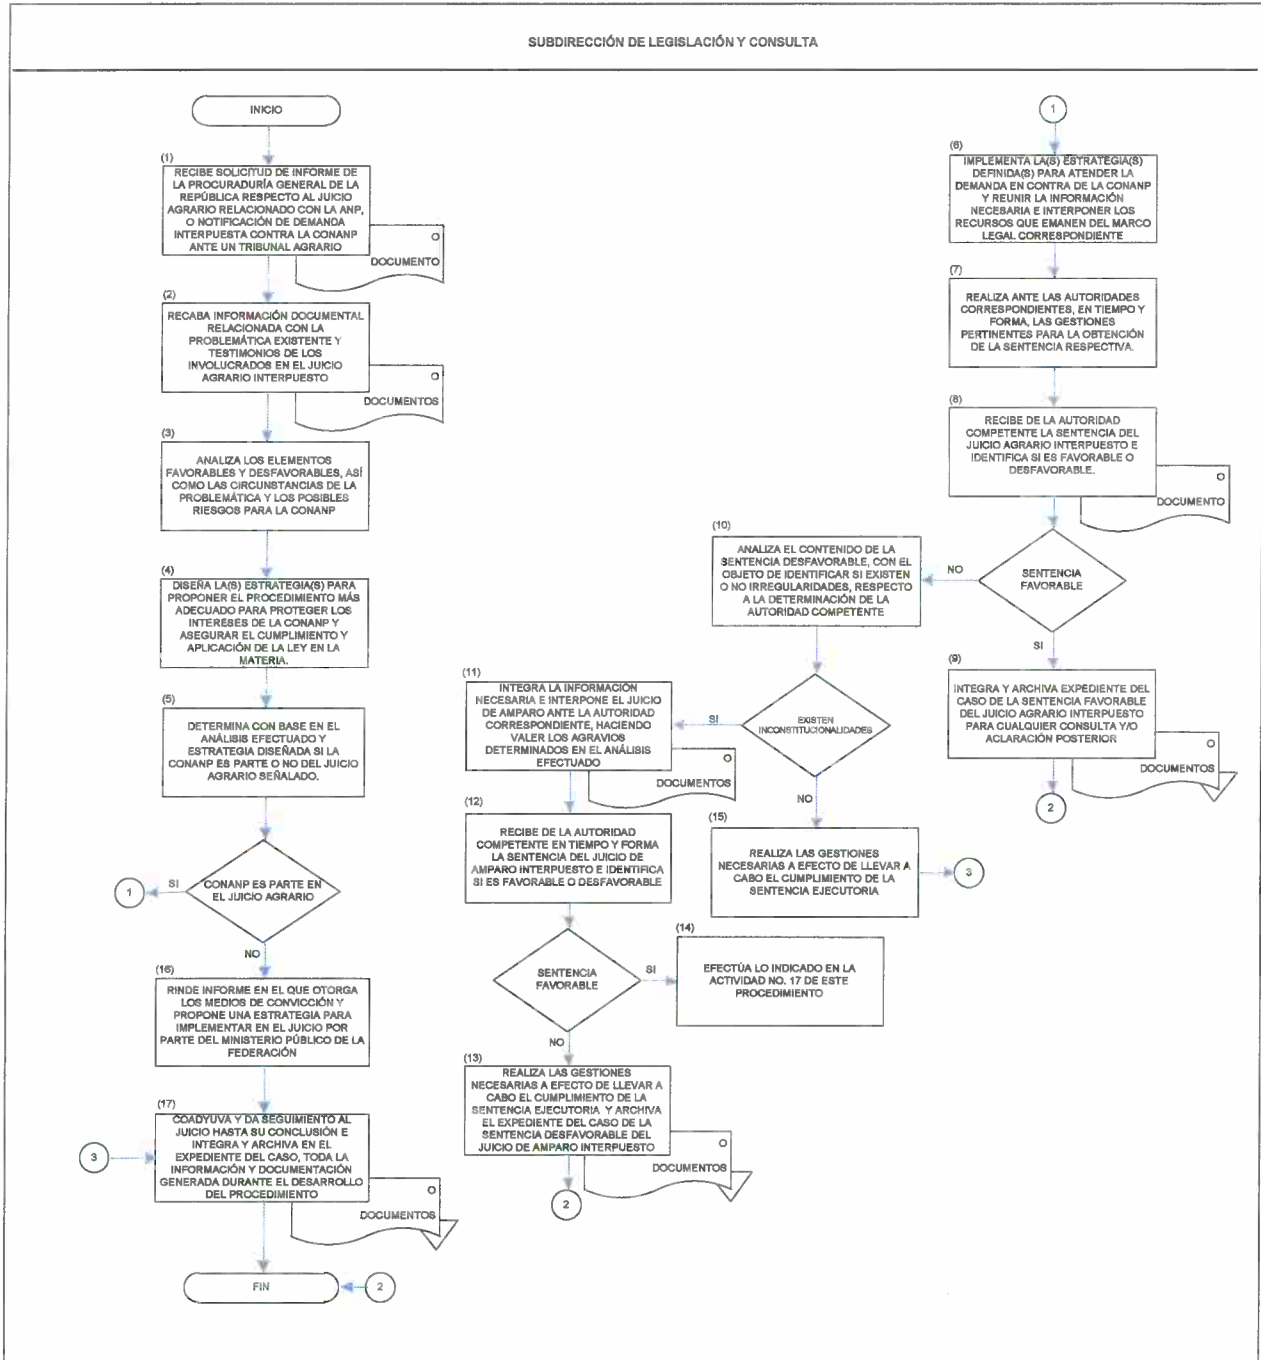 SUBDIRECCIÓN DE LEGISLACIÓN Y CONSULTA
INICIO
(1)
RECIBE SOLICITUD DE INFORME DE
LA PROCURADURÍA GENERAL DE LA
REPÚBLICA RESPECTO AL JUICIO
AGRARIO RELACIONADO CON LA ANP,
O NOTIFICACIÓN DE DEMANDA
INTERPUESTA CONTRA LA CONANP
ANTE UN TRIBUNAL AGRARIO
DOCUMENTO
(2)
RECABA INFORMACIÓN DOCUMENTAL
RELACIONADA CON LA
PROBLEMÁTICA EXISTENTE Y
TESTIMONIOS DE LOS
INVOLUCRADOS EN EL JUICIO
AGRARIO INTERPUESTO
DOCUMENTOS
(3)
ANALIZA LOS ELEMENTOS
FAVORABLES Y DESFAVORABLES, ASÍ
COMO LAS CIRCUNSTANCIAS DE LA
PROBLEMÁTICA Y LOS POSIBLES
RIESGOS PARA LA CONANP
(4)
DISEÑA LA(S) ESTRATEGIA(S) PARA
PROPONER EL PROCEDIMIENTO MÁS
ADECUADO PARA PROTEGER LOS
INTERESES DE LA CONANP Y
ASEGURAR EL CUMPLIMIENTO Y
APLICACIÓN DE LA LEY EN LA
MATERIA.
(5)
DETERMINA CON BASE EN EL
ANÁLISIS EFECTUADO Y
ESTRATEGIA DISEÑADA SI LA
CONANP ES PARTE O NO DEL JUICIO
AGRARIO SEÑALADO.
1
SI
CONANP ES PARTE EN
EL JUICIO AGRARIO
NO
(16)
RINDE INFORME EN EL QUE OTORGA
LOS MEDIOS DE CONVICCIÓN Y
PROPONE UNA ESTRATEGIA PARA
IMPLEMENTAR EN EL JUICIO POR
PARTE DEL MINISTERIO PÚBLICO DE LA
FEDERACIÓN
(17)
COADYUVA Y DA SEGUIMIENTO AL
JUICIO HASTA SU CONCLUSIÓN E
INTEGRA Y ARCHIVA EN EL
EXPEDIENTE DEL CASO, TODA LA
INFORMACIÓN Y DOCUMENTACIÓN
GENERADA DURANTE EL DESARROLLO
DEL PROCEDIMIENTO
3
DOCUMENTOS
FIN
2
1
(6)
IMPLEMENTA LA(S) ESTRATEGIA(S)
DEFINIDA(S) PARA ATENDER LA
DEMANDA EN CONTRA DE LA CONANP
Y REUNIR LA INFORMACIÓN
NECESARIA E INTERPONER LOS
RECURSOS QUE EMANEN DEL MARCO
LEGAL CORRESPONDIENTE
(7)
REALIZA ANTE LAS AUTORIDADES
CORRESPONDIENTES, EN TIEMPO Y
FORMA, LAS GESTIONES
PERTINENTES PARA LA OBTENCIÓN
DE LA SENTENCIA RESPECTIVA.
(8)
RECIBE DE LA AUTORIDAD
COMPETENTE LA SENTENCIA DEL
JUICIO AGRARIO INTERPUESTO E
IDENTIFICA SI ES FAVORABLE O
DESFAVORABLE.
DOCUMENTO
SENTENCIA
FAVORABLE
NO
SI
(9)
INTEGRA Y ARCHIVA EXPEDIENTE DEL
CASO DE LA SENTENCIA FAVORABLE
DEL JUICIO AGRARIO INTERPUESTO
PARA CUALQUIER CONSULTA Y/O
ACLARACIÓN POSTERIOR
DOCUMENTOS
2
(10)
ANALIZA EL CONTENIDO DE LA
SENTENCIA DESFAVORABLE, CON EL
OBJETO DE IDENTIFICAR SI EXISTEN
O NO IRREGULARIDADES, RESPECTO
A LA DETERMINACIÓN DE LA
AUTORIDAD COMPETENTE
EXISTEN
INCONSTITUCIONALIDADES
SI
NO
(11)
INTEGRA LA INFORMACIÓN
NECESARIA E INTERPONE EL JUICIO
DE AMPARO ANTE LA AUTORIDAD
CORRESPONDIENTE, HACIENDO
VALER LOS AGRAVIOS
DETERMINADOS EN EL ANÁLISIS
EFECTUADO
DOCUMENTOS
(12)
RECIBE DE LA AUTORIDAD
COMPETENTE EN TIEMPO Y FORMA
LA SENTENCIA DEL JUICIO DE
AMPARO INTERPUESTO E IDENTIFICA
SI ES FAVORABLE O DESFAVORABLE
(15)
REALIZA LAS GESTIONES
NECESARIAS A EFECTO DE LLEVAR A
CABO EL CUMPLIMIENTO DE LA
SENTENCIA EJECUTORIA
3
SENTENCIA
FAVORABLE
SI
NO
(14)
EFECTÚA LO INDICADO EN LA
ACTIVIDAD NO. 17 DE ESTE
PROCEDIMIENTO
(13)
REALIZA LAS GESTIONES
NECESARIAS A EFECTO DE LLEVAR A
CABO EL CUMPLIMIENTO DE LA
SENTENCIA EJECUTORIA Y ARCHIVA
EL EXPEDIENTE DEL CASO DE LA
SENTENCIA DESFAVORABLE DEL
JUICIO DE AMPARO INTERPUESTO
DOCUMENTOS
2